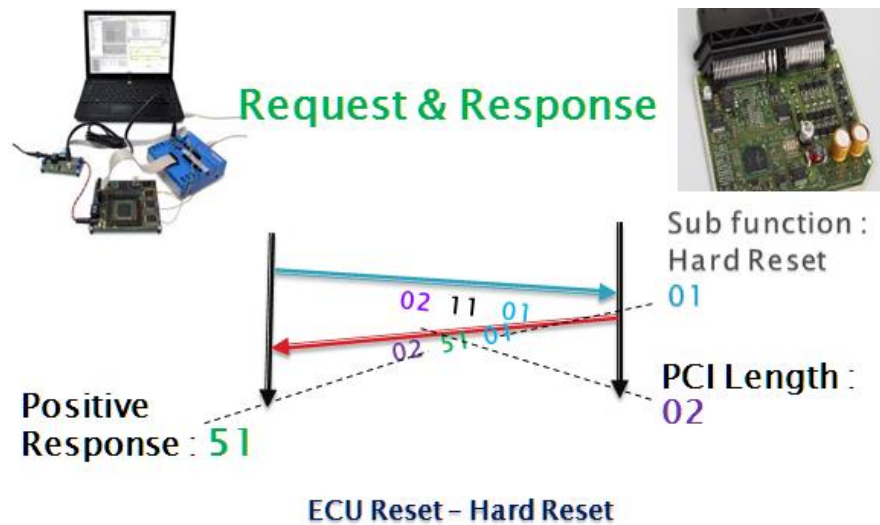 Request & Response
Sub function :
Hard Reset
01
02 11 01
02 51 01
PCI Length :
02
Positive
Response : 51
ECU Reset – Hard Reset